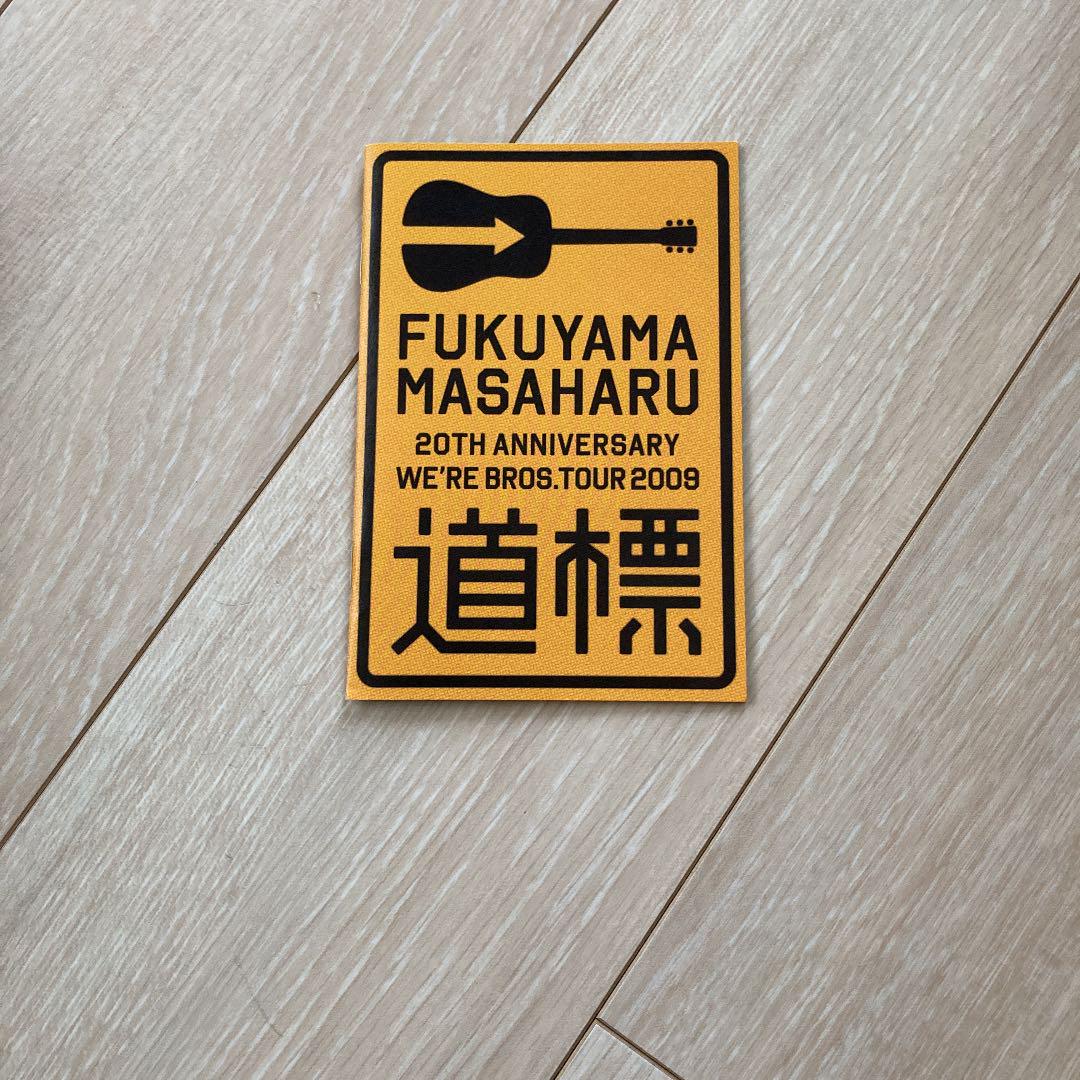 FUKUYAMA
MASAHARU
20TH ANNIVERSARY
WE'RE BROS.TOUR 2009
道標